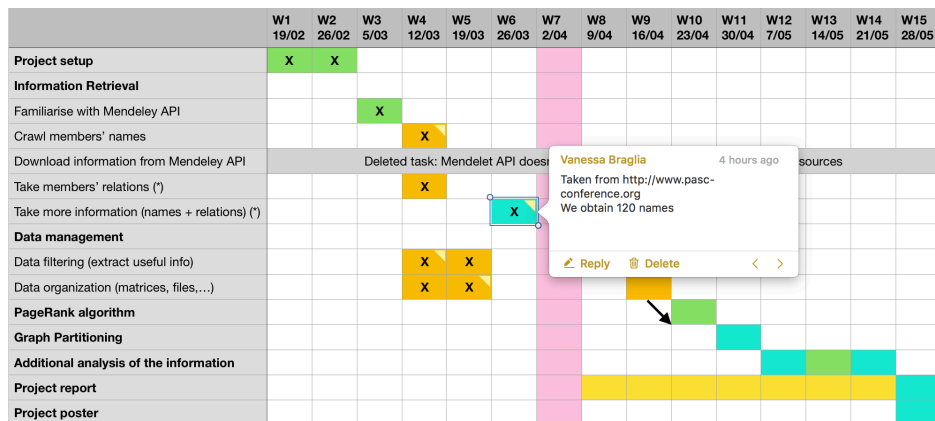 W1 W2 W3 W4 W5 W6 W7 W8 W9 W10 W11 W12 W13 W14 W15
19/02 26/02 5/03 12/03 19/03 26/03 2/04 9/04 16/04 23/04 30/04 7/05 14/05 21/05 28/05
Project setup X X
Information Retrieval
Familiarise with Mendeley API X
Crawl members' names X
Download information from Mendeley API Deleted task: Mendelet API doesn sources
Take members' relations (*) X
Take more information (names + relations) (*) X
Vanessa Braglia 4 hours ago
Taken from http://www.pasc-
conference.org
We obtain 120 names
Reply Delete
Data management
Data filtering (extract useful info) X X
Data organization (matrices, files,...) X X
PageRank algorithm
Graph Partitioning
Additional analysis of the information
Project report
Project poster